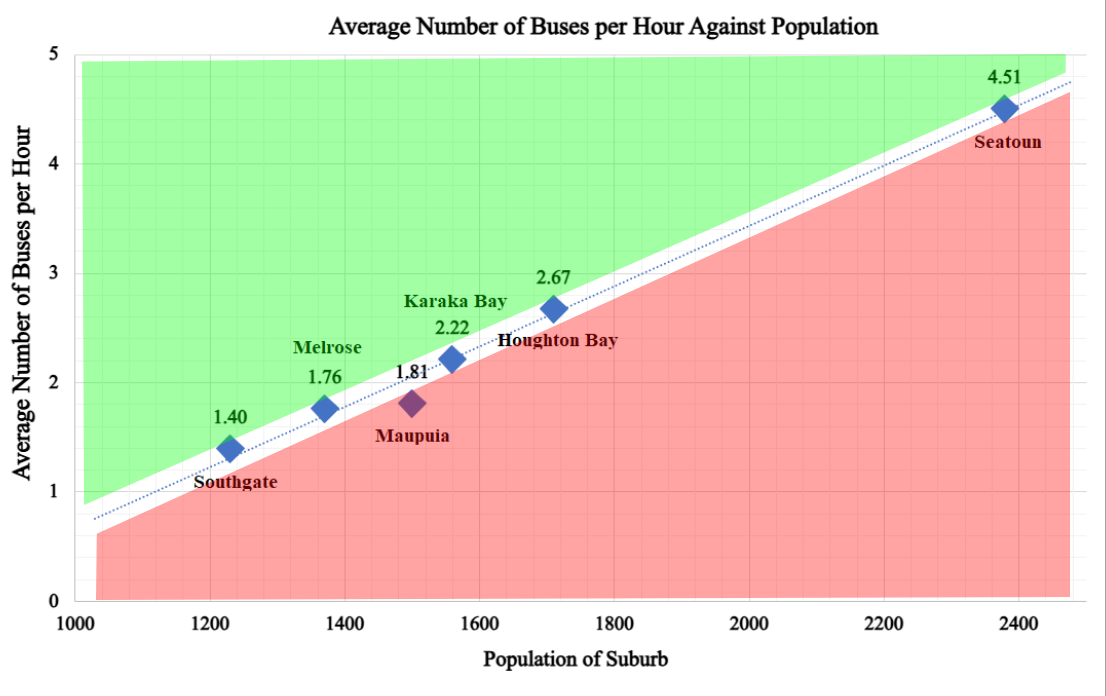 Average Number of Buses per Hour Against Population
Average Number of Buses per Hour
5
4
3
2
1
0
4.51
Seatoun
2.67
Houghton Bay
Karaka Bay
2.22
Melrose
1.76
1.81
Maupuia
1.40
Southgate
1000 1200 1400 1600 1800 2000 2200 2400
Population of Suburb